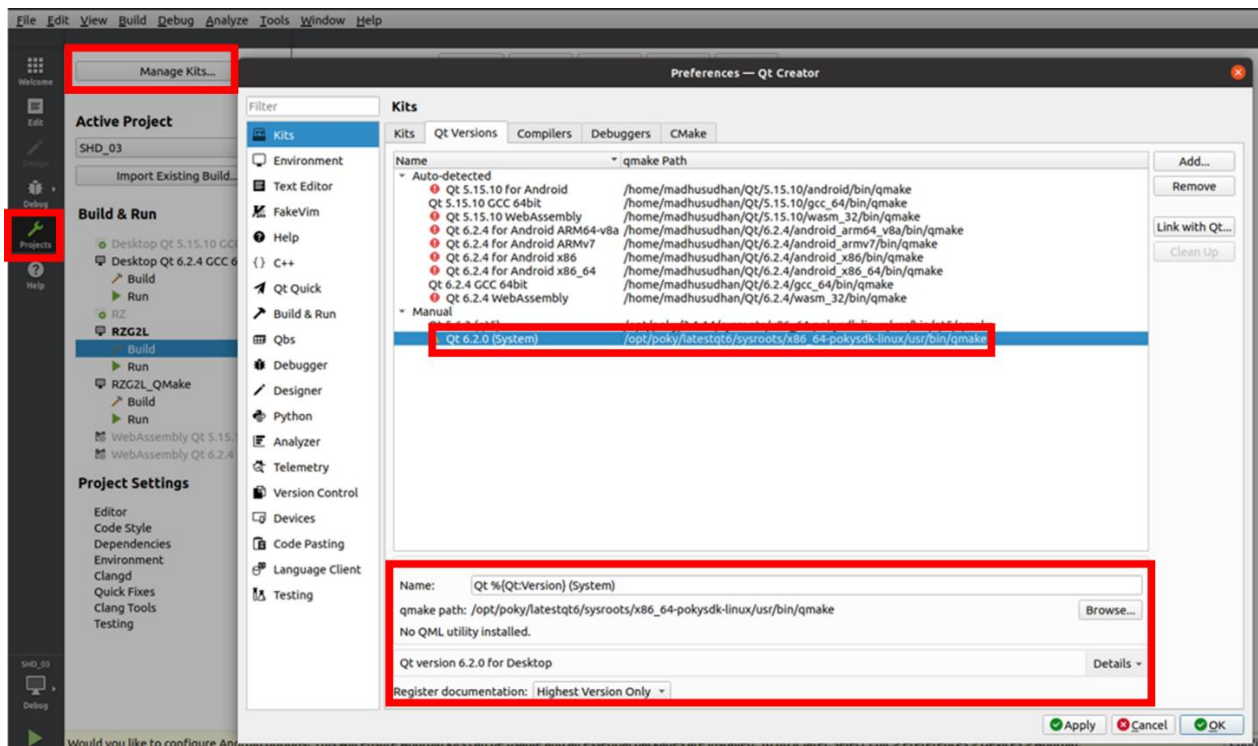 File Edit View Build Debug Analyze Tools Window Help
Welcome
Edit
Design
Debug
Projects
Help
SHD_03
Debug
Manage Kits...
Active Project
SHD_03
Import Existing Build...
Build & Run
Desktop Qt 5.15.10 GCC
Desktop Qt 6.2.4 GCC 6
Build
Run
RZ
RZG2L
Build
Run
RZG2L_QMake
Build
Run
WebAssembly Qt 5.15.
WebAssembly Qt 6.2.4
Project Settings
Editor
Code Style
Dependencies
Environment
Clangd
Quick Fixes
Clang Tools
Testing
Preferences — Qt Creator
Filter
Kits
Environment
Text Editor
FakeVim
Help
C++
Qt Quick
Build & Run
Qbs
Debugger
Designer
Python
Analyzer
Telemetry
Version Control
Devices
Code Pasting
Language Client
Testing
Kits
Kits Qt Versions Compilers Debuggers CMake
Name qmake Path
Auto-detected
Qt 5.15.10 for Android /home/madhusudhan/Qt/5.15.10/android/bin/qmake
Qt 5.15.10 GCC 64bit /home/madhusudhan/Qt/5.15.10/gcc_64/bin/qmake
Qt 5.15.10 WebAssembly /home/madhusudhan/Qt/5.15.10/wasm_32/bin/qmake
Qt 6.2.4 for Android ARM64-v8a /home/madhusudhan/Qt/6.2.4/android_arm64_v8a/bin/qmake
Qt 6.2.4 for Android ARMv7 /home/madhusudhan/Qt/6.2.4/android_armv7/bin/qmake
Qt 6.2.4 for Android x86 /home/madhusudhan/Qt/6.2.4/android_x86/bin/qmake
Qt 6.2.4 for Android x86_64 /home/madhusudhan/Qt/6.2.4/android_x86_64/bin/qmake
Qt 6.2.4 GCC 64bit /home/madhusudhan/Qt/6.2.4/gcc_64/bin/qmake
Qt 6.2.4 WebAssembly /home/madhusudhan/Qt/6.2.4/wasm_32/bin/qmake
Manual
Qt 6.2.0 (System) /opt/poky/latestqt6/sysroots/x86_64-pokysdk-linux/usr/bin/qmake
Add...
Remove
Link with Qt...
Clean Up
Name: Qt %{Qt:Version} (System)
qmake path: /opt/poky/latestqt6/sysroots/x86_64-pokysdk-linux/usr/bin/qmake
Browse...
No QML utility installed.
Qt version 6.2.0 for Desktop
Details
Register documentation: Highest Version Only
Apply Cancel OK
Would you like to configure